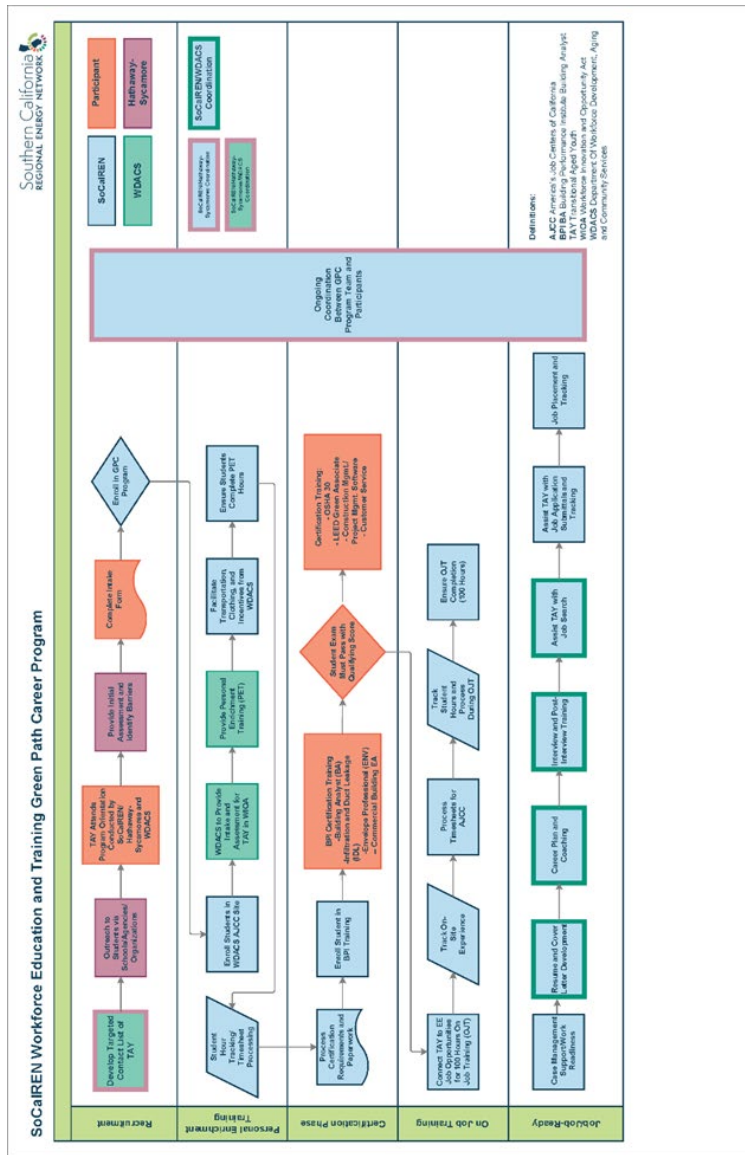 SoCalREN Workforce Education and Training Green Path Career Program
Southern California
REGIONAL ENERGY NETWORK
SoCalREN
Participant
WDACS
Hathaway-
Sycamore
SoCalREN/Hathaway-
Sycamore Coordination
SoCalREN/WDACS
Coordination
SoCalREN/Hathaway-
Sycamore/WDACS
Coordination
Recruitment
Develop Targeted
Contact List of
TAY
Outreach to
Students via
Schools/Agencies/
Organizations
TAY Attends
Program Orientation
Conducted by
SoCalREN/
Hathaway-
Sycamores and
WDACS
Provide Initial
Assessment and
Identify Barriers
Complete Intake
Form
Enroll in GPC
Program
Personal Enrichment
Training
Student
Hour
Tracking/
Timesheet
Processing
Enroll Students in
WDACS AJCC Site
WDACS to Provide
Intake and
Assessment for
TAY in WIOA
Provide Personal
Enrichment
Training (PET)
Facilitate
Transportation,
Clothing, and
Incentives from
WDACS
Ensure Students
Complete PET
Hours
Certification Phase
Process
Certification
Requirements and
Paperwork
Enroll Student in
BPI Training
BPI Certification Training
-Building Analyst (BA)
-Infiltration and Duct Leakage
(IDL)
-Envelope Professional (ENV)
– Commercial Building EA
Student Exam
Must Pass with
Qualifying Score
Certification Training:
- OSHA 30
- LEED Green Associate
- Construction Mgmt./
Project Mgmt. Software
- Customer Service
On Job Training
Connect TAY to EE
Job Opportunities
for 100 Hours On
Job Training (OJT)
Track On-
Site
Experience
Process
Timesheets for
AJCC
Track
Student
Hours and
Process
During OJT
Ensure OJT
Completion
(100 Hours)
Job/Job-Ready
Case Management
Support/Work
Readiness
Resume and Cover
Letter Development
Career Plan and
Coaching
Interview and Post-
Interview Training
Assist TAY with
Job Search
Assist TAY with
Job Application
Submittals and
Tracking
Job Placement and
Tracking
Ongoing
Coordination
Between GPC
Program Team and
Participants
Definitions:
AJCC America's Job Centers of California
BPI BA Building Performance Institute Building Analyst
TAY Transitional Aged Youth
WIOA Workforce Innovation and Opportunity Act
WDACS Department Of Workforce Development, Aging
and Community Services